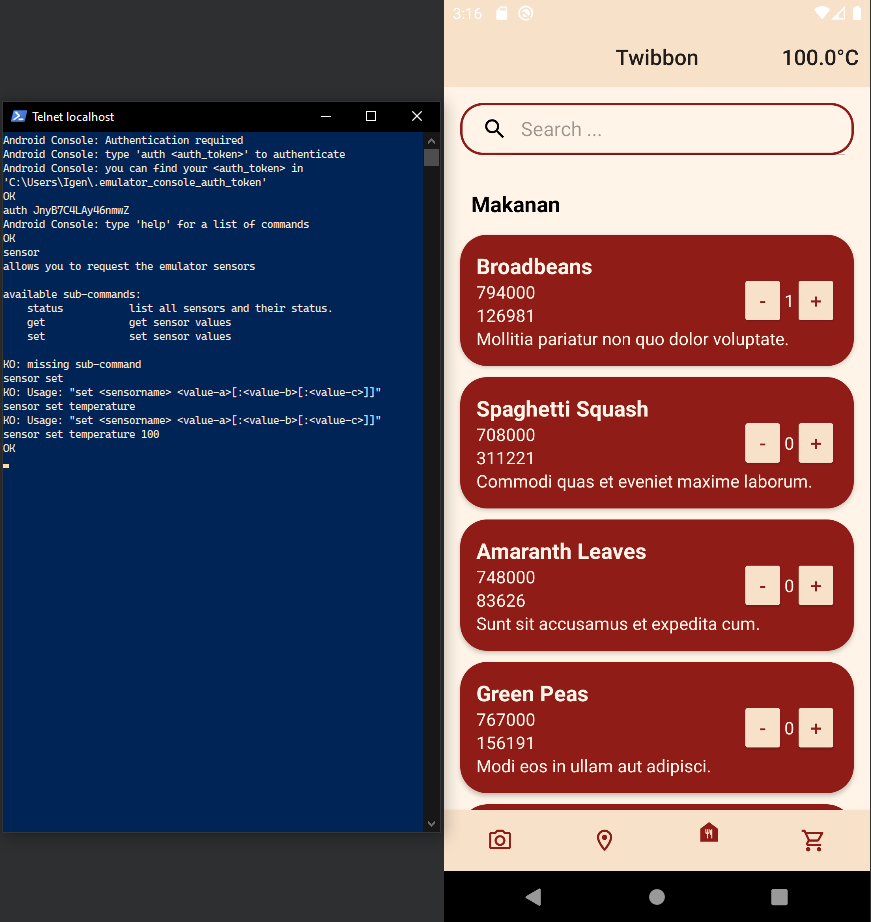 Telnet localhost
Android Console: Authentication required
Android Console: type 'auth <auth_token>' to authenticate
Android Console: you can find your <auth_token> in
'C:\Users\Igen\.emulator_console_auth_token'
OK
auth JnyB7C4LAy46nmwZ
Android Console: type 'help' for a list of commands
OK
sensor
allows you to request the emulator sensors
available sub-commands:
status list all sensors and their status.
get get sensor values
set set sensor values
KO: missing sub-command
sensor set
KO: Usage: "set <sensorname> <value-a>[:<value-b>[:<value-c>]]"
sensor set temperature
KO: Usage: "set <sensorname> <value-a>[:<value-b>[:<value-c>]]"
sensor set temperature 100
OK
3:16
Twibbon 100.0°C
Search ...
Makanan
Broadbeans
794000
- 1 +
126981
Mollitia pariatur non quo dolor voluptate.
Spaghetti Squash
708000
- 0 +
311221
Commodi quas et eveniet maxime laborum.
Amaranth Leaves
748000
- 0 +
83626
Sunt sit accusamus et expedita cum.
Green Peas
767000
- 0 +
156191
Modi eos in ullam aut adipisci.